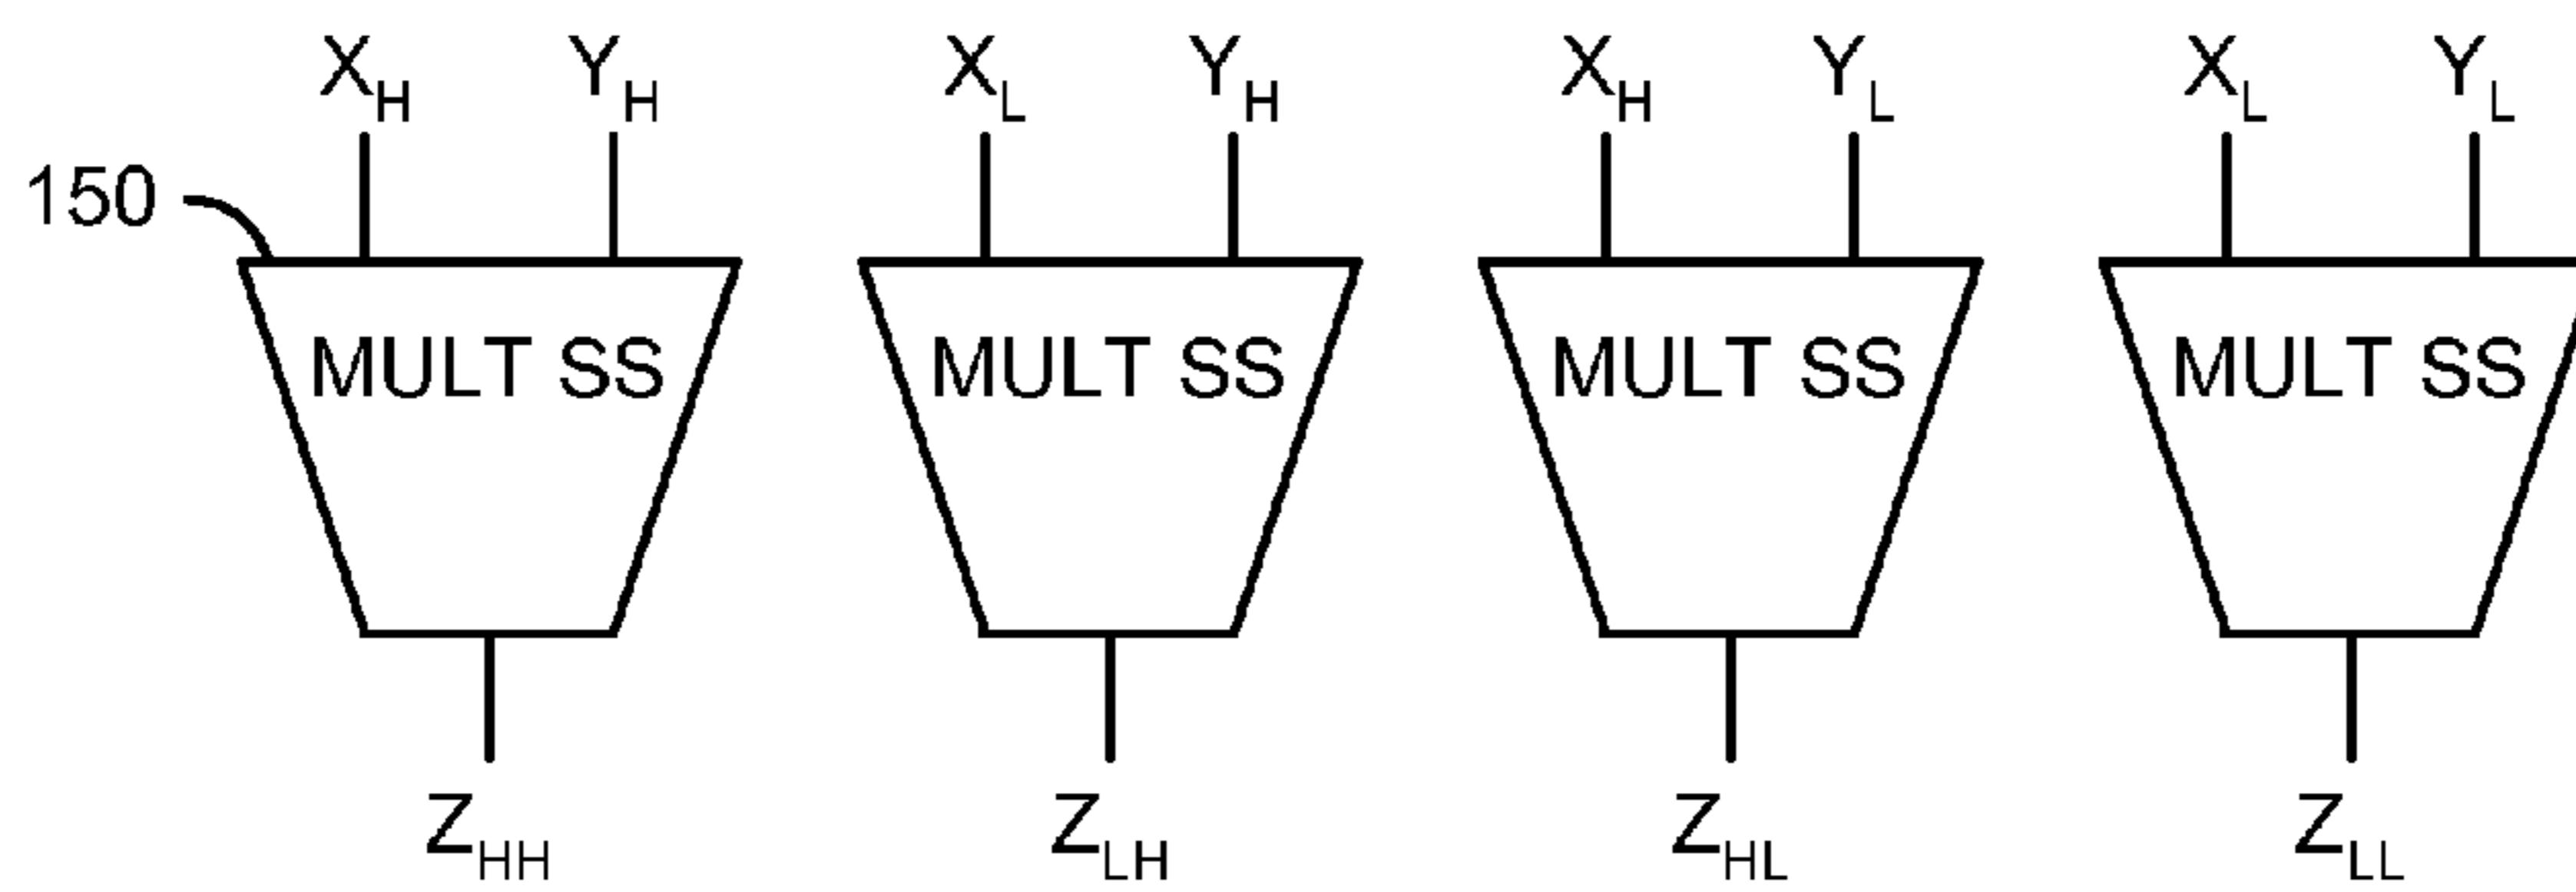 X_H Y_H X_L Y_H X_H Y_L X_L Y_L
150
MULT SS MULT SS MULT SS MULT SS
Z_HH Z_LH Z_HL Z_LL